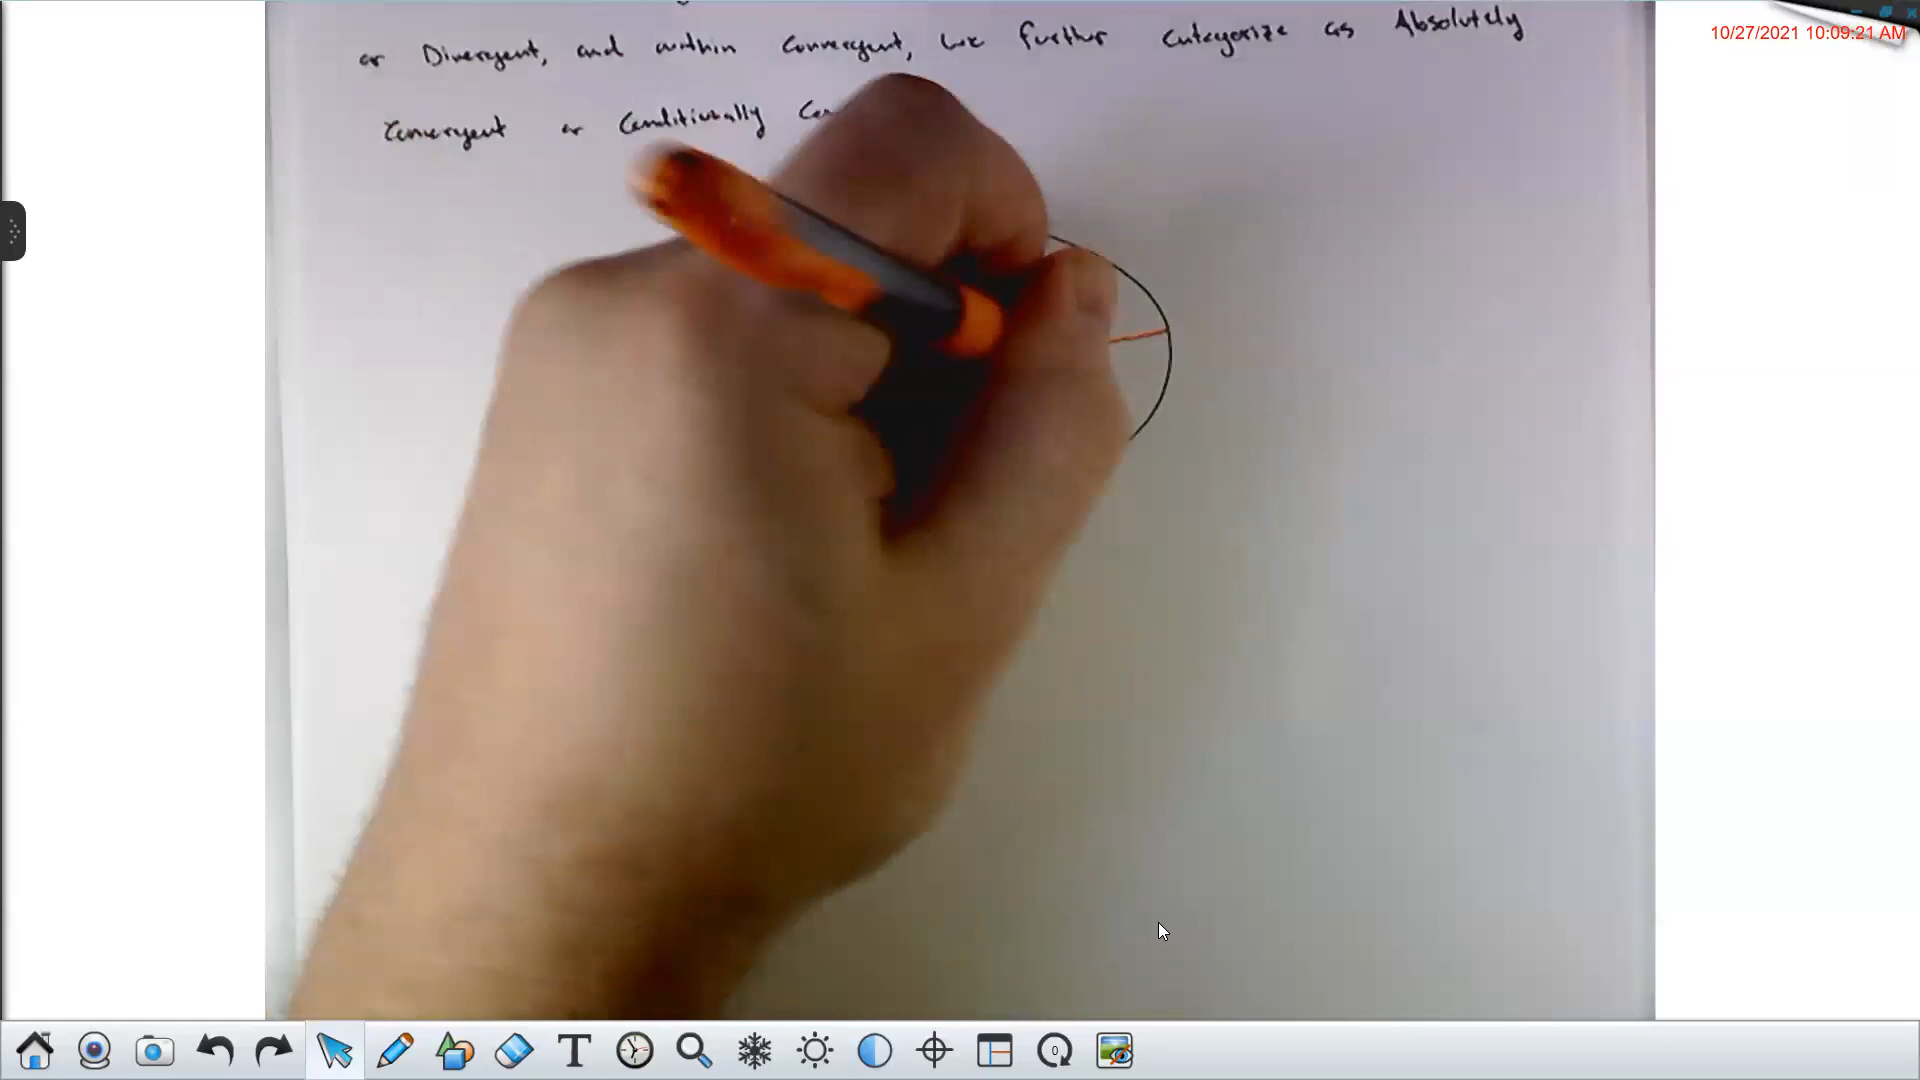 10/27/2021 10:09:21 AM
or Divergent, and within Convergent, we further categorize as Absolutely
Convergent or Conditionally
T
0